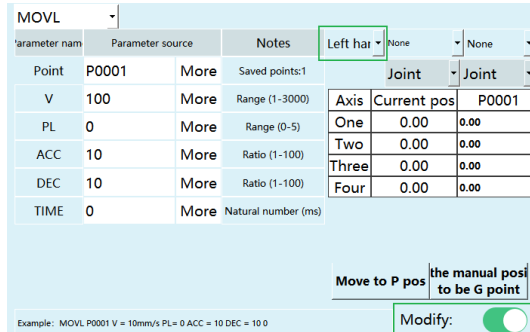 MOVL
Parameter nam Parameter source Notes Left har None None
Point P0001 More Saved points:1 Joint Joint
V 100 More Range (1-3000) Axis Current pos P0001
PL 0 More Range (0-5) One 0.00 0.00
ACC 10 More Ratio (1-100) Two 0.00 0.00
DEC 10 More Ratio (1-100) Three 0.00 0.00
Four 0.00 0.00
TIME 0 More Natural number (ms)
Move to P pos the manual posi
to be G point
Example: MOVL P0001 V = 10mm/s PL= 0 ACC = 10 DEC = 10 0
Modify: